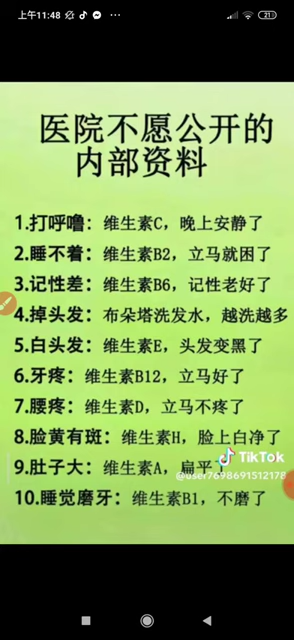 上午11:48
21
医院不愿公开的
内部资料
1.打呼噜：维生素C，晚上安静了
2.睡不着：维生素B2，立马就困了
3.记性差：维生素B6，记性老好了
4.掉头发：布朵塔洗发水，越洗越多
5.白头发：维生素E，头发变黑了
6.牙疼：维生素B12，立马好了
7.腰疼：维生素D，立马不疼了
8.脸黄有斑：维生素H，脸上白净了
9.肚子大：维生素A，扁平了
TikTok
@user7698691512178
10.睡觉磨牙：维生素B1，不磨了